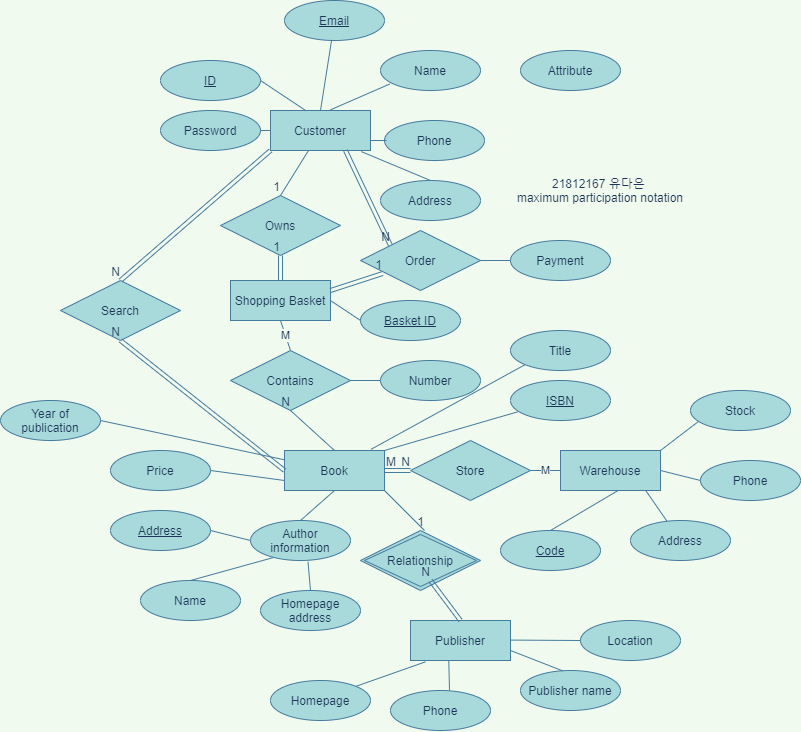 Email
ID
Name
Attribute
Password
Customer
Phone
21812167 유다은
maximum participation notation
1
Address
Owns
N
1
1
Order
Payment
N
Search
N
Shopping Basket
Basket ID
M
Title
Contains
Number
N
ISBN
Year of
publication
Stock
M N
Price
Book
Store
M
Warehouse
Phone
Address
Author
information
1
Code
Address
Relationship
N
Name
Homepage
address
Publisher
Location
Homepage
Phone
Publisher name